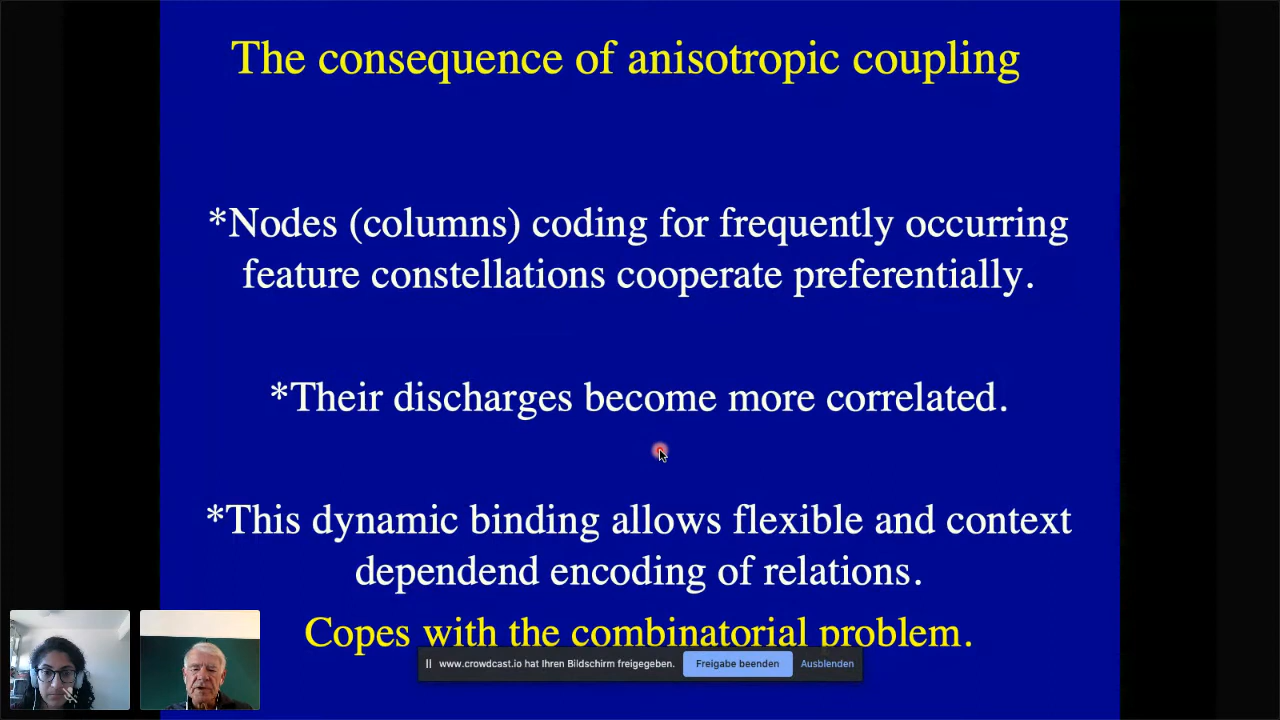 The consequence of anisotropic coupling
*Nodes (columns) coding for frequently occurring
feature constellations cooperate preferentially.
*Their discharges become more correlated.
*This dynamic binding allows flexible and context
dependend encoding of relations.
Copes with the combinatorial problem.
www.crowdcast.io hat Ihren Bildschirm freigegeben. Freigabe beenden Ausblenden